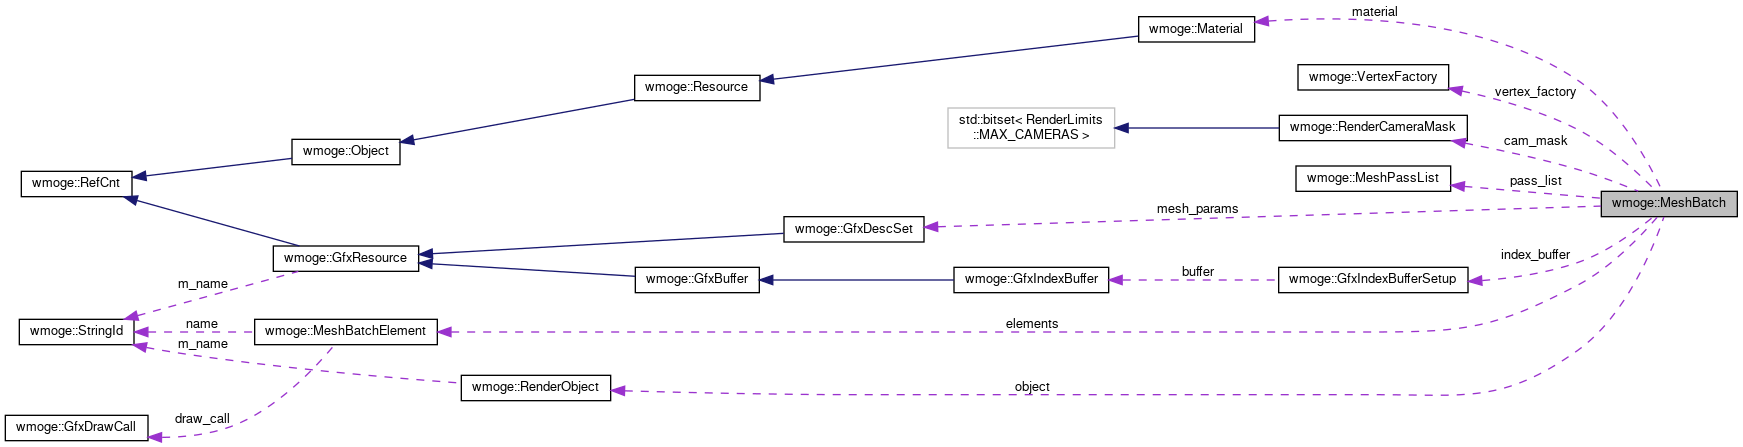 material
wmoge::Material
wmoge::VertexFactory
wmoge::Resource
vertex_factory
std::bitset< RenderLimits
::MAX_CAMERAS >
wmoge::RenderCameraMask
cam_mask
wmoge::Object
wmoge::RefCnt
wmoge::MeshPassList
pass_list
wmoge::MeshBatch
mesh_params
wmoge::GfxDescSet
wmoge::GfxResource
index_buffer
m_name
wmoge::GfxBuffer
wmoge::GfxIndexBuffer
buffer
wmoge::GfxIndexBufferSetup
wmoge::StringId
name
wmoge::MeshBatchElement
elements
m_name
wmoge::RenderObject
object
draw_call
wmoge::GfxDrawCall